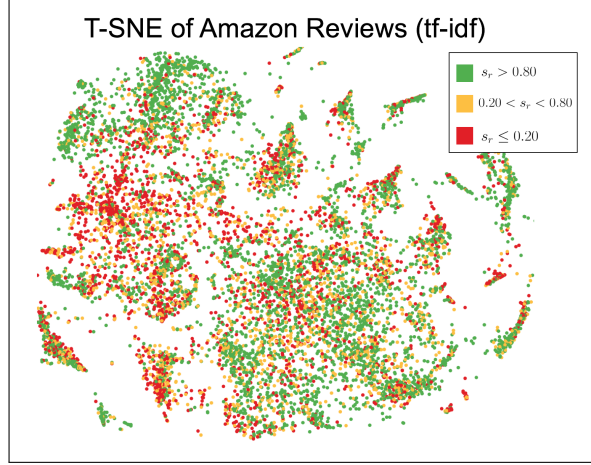 T-SNE of Amazon Reviews (tf-idf)
s_r > 0.80
0.20 < s_r < 0.80
s_r ≤ 0.20